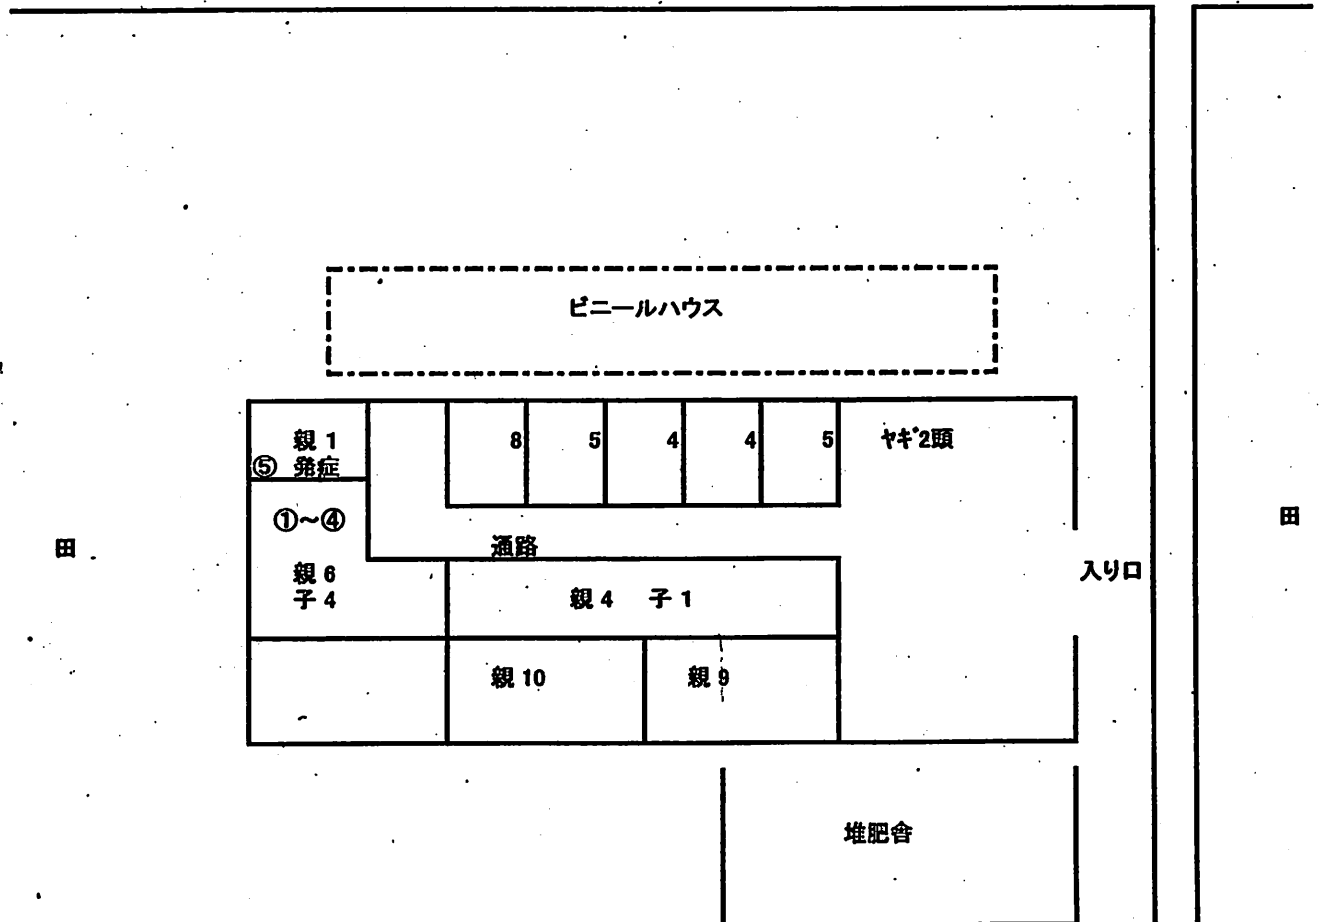 ビニールハウス
親 1
⑤ 発症
8
5
4
4
5
ヤギ2頭
①~④
親 6
子 4
田
通路
親 4 子 1
入り口
田
親 10
親 9
堆肥舎